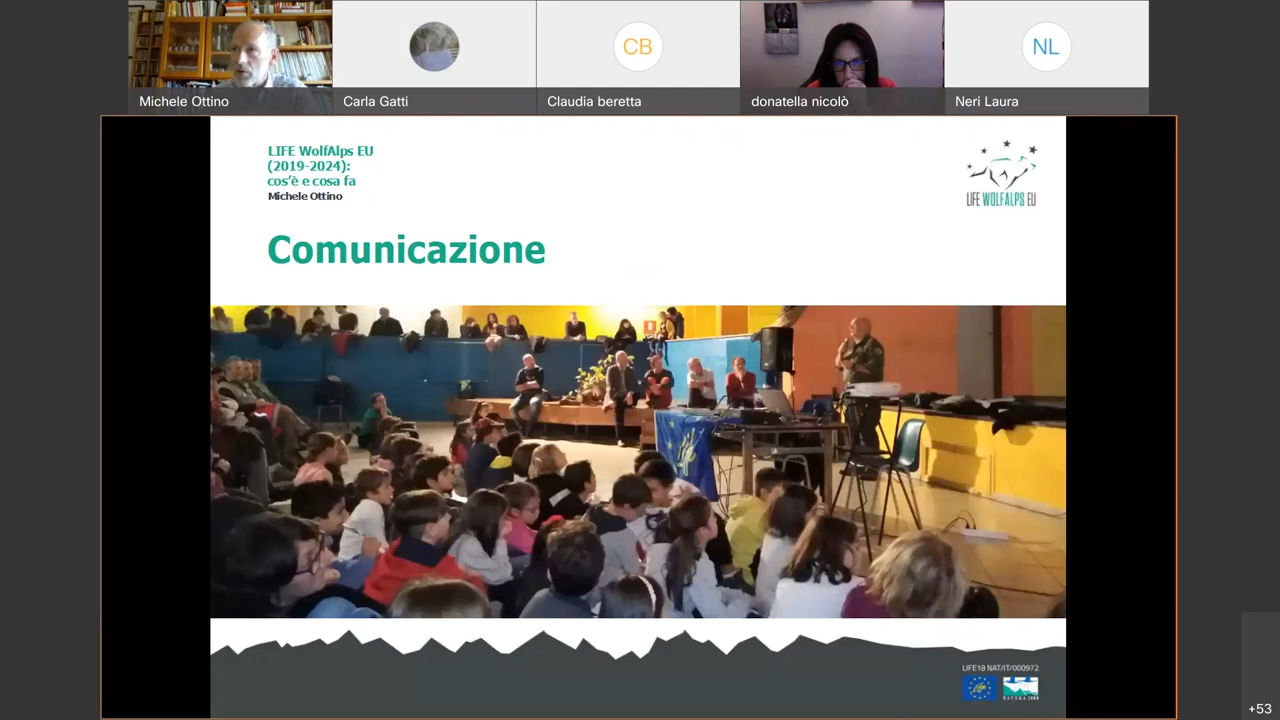 CB
NL
Michele Ottino
Carla Gatti
Claudia beretta
donatella nicolò
Neri Laura
LIFE WolfAlps EU
(2019-2024):
cos'è e cosa fa
Michele Ottino
LIFE WOLFALPS EU
Comunicazione
LIFE18 NAT/IT/000972
+53